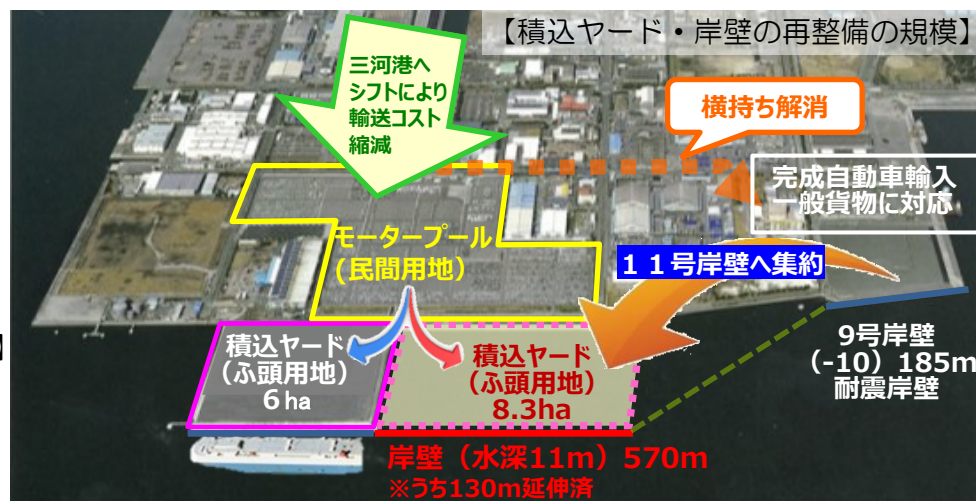 【積込ヤード・岸壁の再整備の規模】
三河港へ
シフトにより
輸送コスト
縮減
横持ち解消
完成自動車輸入
一般貨物に対応
モータープール
(民間用地）
１１号岸壁へ集約
積込ヤード
(ふ頭用地)
６ha
積込ヤード
(ふ頭用地)
8.3ha
9号岸壁
(-10）185m
耐震岸壁
岸壁（水深11m）570m
※うち130m延伸済
】